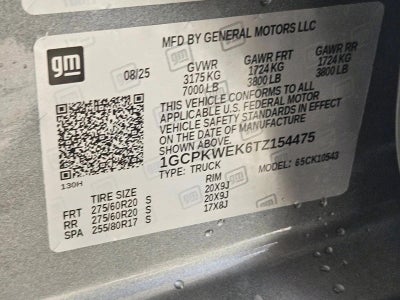 gm
MFD BY GENERAL MOTORS LLC
08/25 GVWR GAWR FRT GAWR RR
3175 KG 1724 KG 1724 KG
7000 LB 3800 LB 3800 LB
THIS VEHICLE CONFORMS TO ALL
APPLICABLE U.S. FEDERAL MOTOR
VEHICLE SAFETY STANDARDS IN EFFECT
ON THE DATE OF MANUFACTURE
SHOWN ABOVE.
1GCPKWEK6TZ154475
TYPE: TRUCK MODEL: 65CK10543
130H
TIRE SIZE RIM
FRT 275/60R20 S 20X9J
RR 275/60R20 S 20X9J
SPA 255/80R17 S 17X8J